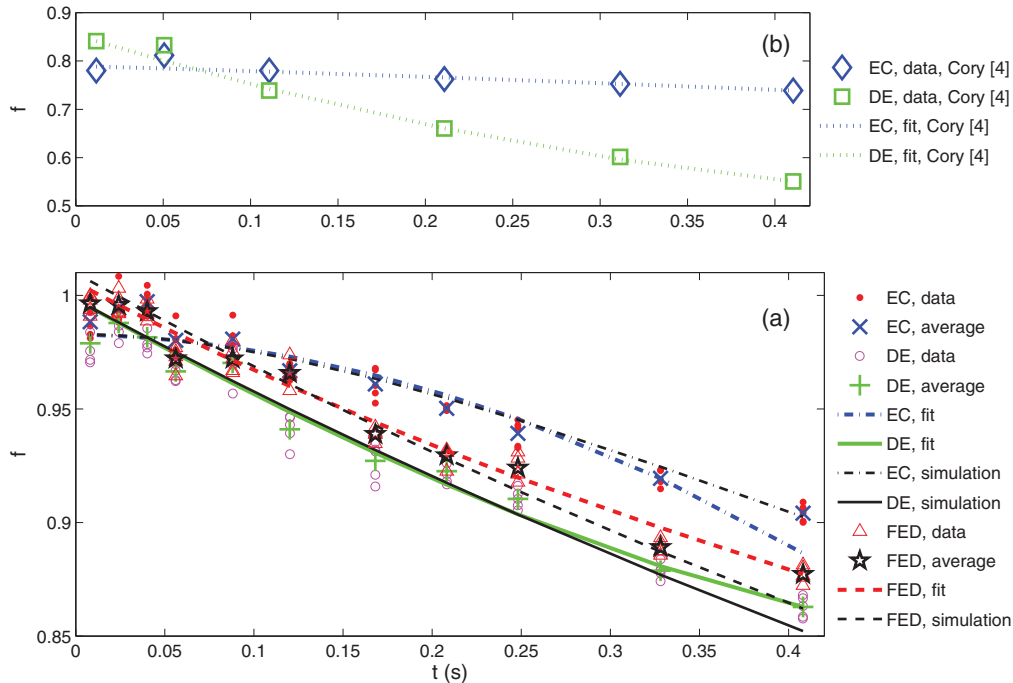 0.9
0.8
0.7
0.6
0.5
f
(b)
0
0.05
0.1
0.15
0.2
0.25
0.3
0.35
0.4
EC, data, Cory [4]
DE, data, Cory [4]
EC, fit, Cory [4]
DE, fit, Cory [4]
1
0.95
0.9
0.85
f
(a)
0
0.05
0.1
0.15
0.2
0.25
0.3
0.35
0.4
t (s)
EC, data
EC, average
DE, data
DE, average
EC, fit
DE, fit
EC, simulation
DE, simulation
FED, data
FED, average
FED, fit
FED, simulation